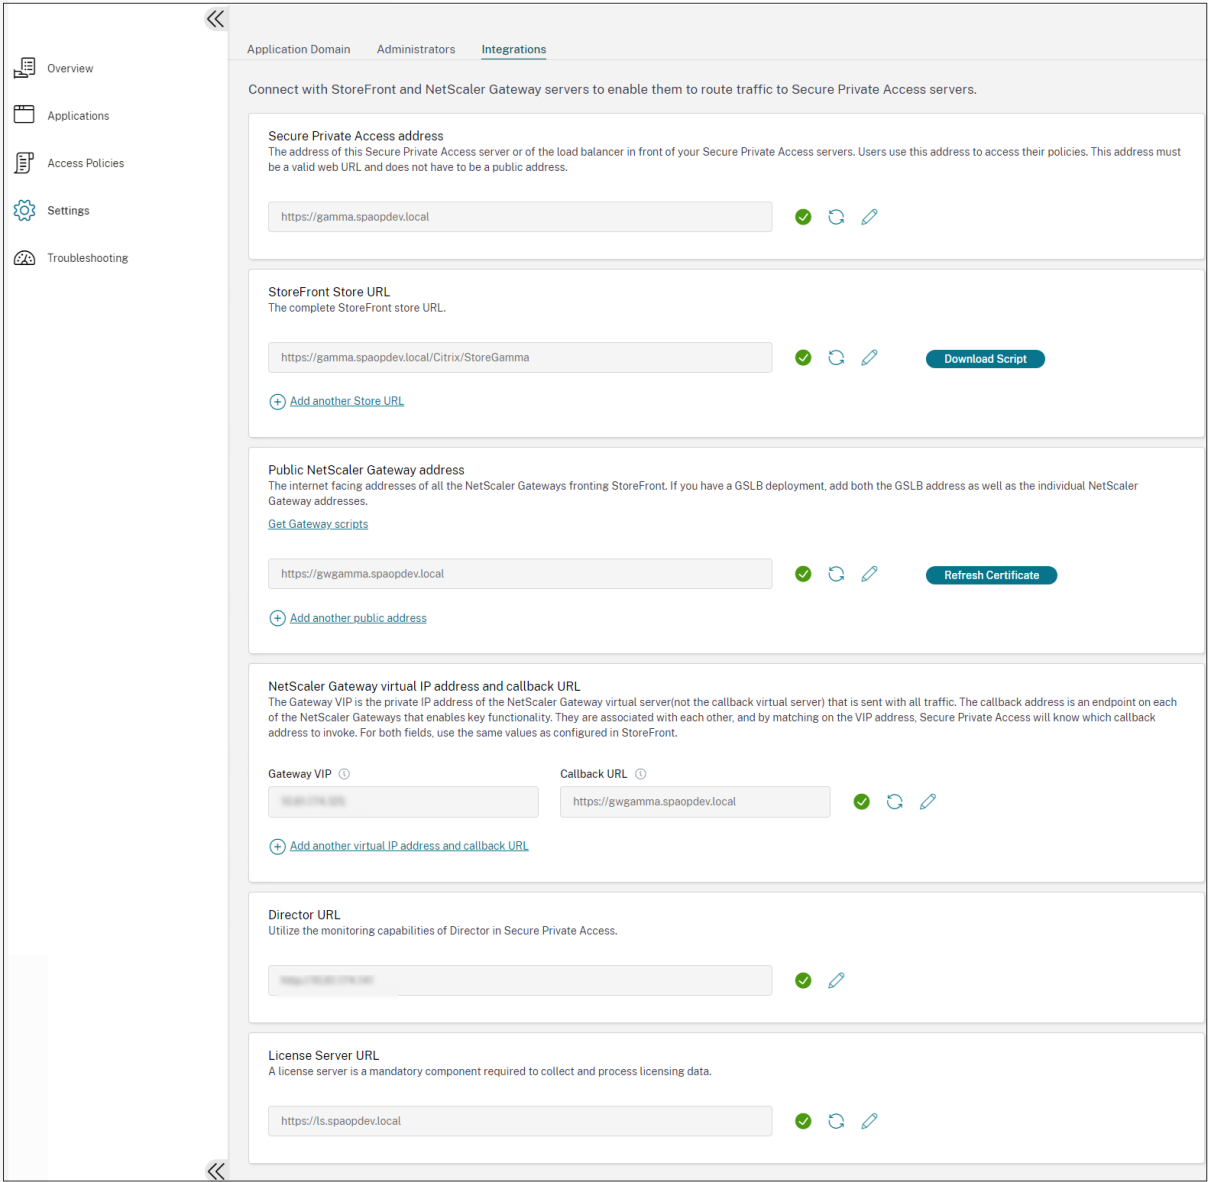 Application Domain
Administrators
Integrations
Overview
Applications
Access Policies
Settings
Troubleshooting
Connect with StoreFront and NetScaler Gateway servers to enable them to route traffic to Secure Private Access servers.
Secure Private Access address
The address of this Secure Private Access server or of the load balancer in front of your Secure Private Access servers. Users use this address to access their policies. This address must
be a valid web URL and does not have to be a public address.
https://gamma.spaopdev.local
StoreFront Store URL
The complete StoreFront store URL.
https://gamma.spaopdev.local/Citrix/StoreGamma
Download Script
Add another Store URL
Public NetScaler Gateway address
The internet facing addresses of all the NetScaler Gateways fronting StoreFront. If you have a GSLB deployment, add both the GSLB address as well as the individual NetScaler
Gateway addresses.
Get Gateway scripts
https://gwgamma.spaopdev.local
Refresh Certificate
Add another public address
NetScaler Gateway virtual IP address and callback URL
The Gateway VIP is the private IP address of the NetScaler Gateway virtual server(not the callback virtual server) that is sent with all traffic. The callback address is an endpoint on each
of the NetScaler Gateways that enables key functionality. They are associated with each other, and by matching on the VIP address, Secure Private Access will know which callback
address to invoke. For both fields, use the same values as configured in StoreFront.
Gateway VIP
Callback URL
https://gwgamma.spaopdev.local
Add another virtual IP address and callback URL
Director URL
Utilize the monitoring capabilities of Director in Secure Private Access.
License Server URL
A license server is a mandatory component required to collect and process licensing data.
https://ls.spaopdev.local